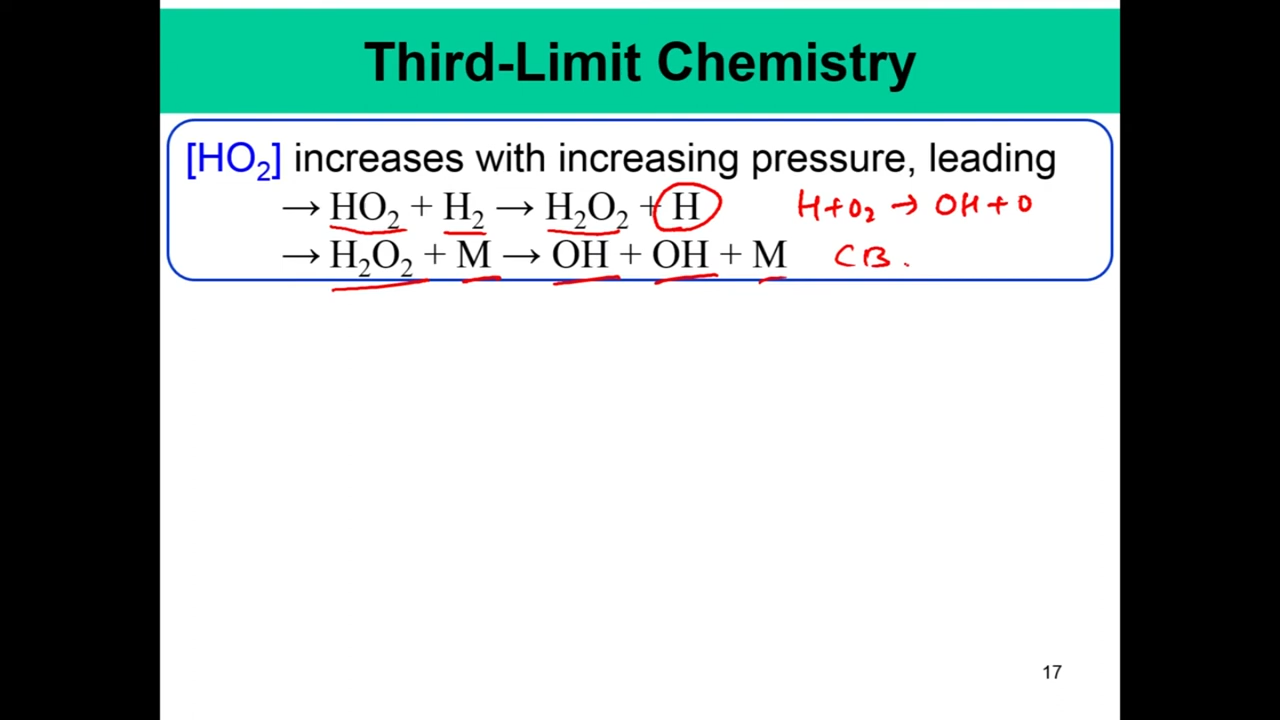 Third-Limit Chemistry
[HO₂] increases with increasing pressure, leading
→ HO₂ + H₂ → H₂O₂ + H H+O₂ → OH+O
→ H₂O₂ + M → OH + OH + M CB.
17